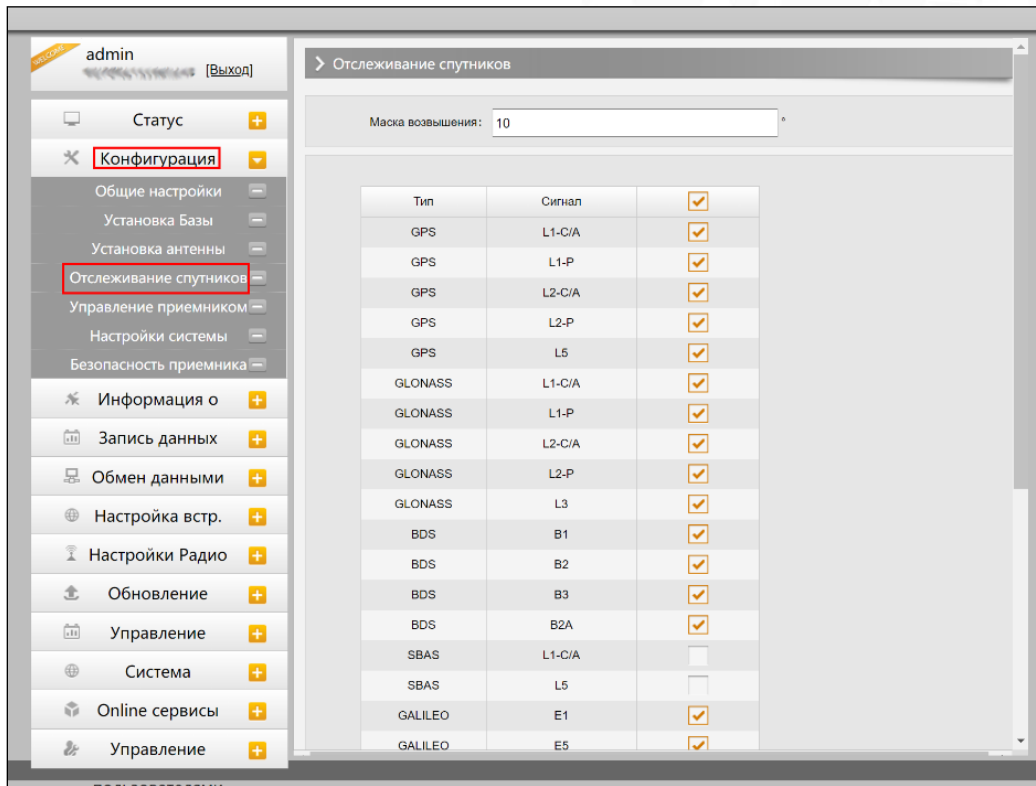 WELCOME
admin
[Выход]
Статус
Конфигурация
Общие настройки
Установка Базы
Установка антенны
Отслеживание спутников
Управление приемником
Настройки системы
Безопасность приемника
Информация о
Запись данных
Обмен данными
Настройка встр.
Настройки Радио
Обновление
Управление
Система
Online сервисы
Управление
Отслеживание спутников
Маска возвышения: 10 °
Тип Сигнал
GPS L1-C/A
GPS L1-P
GPS L2-C/A
GPS L2-P
GPS L5
GLONASS L1-C/A
GLONASS L1-P
GLONASS L2-C/A
GLONASS L2-P
GLONASS L3
BDS B1
BDS B2
BDS B3
BDS B2A
SBAS L1-C/A
SBAS L5
GALILEO E1
GALILEO E5